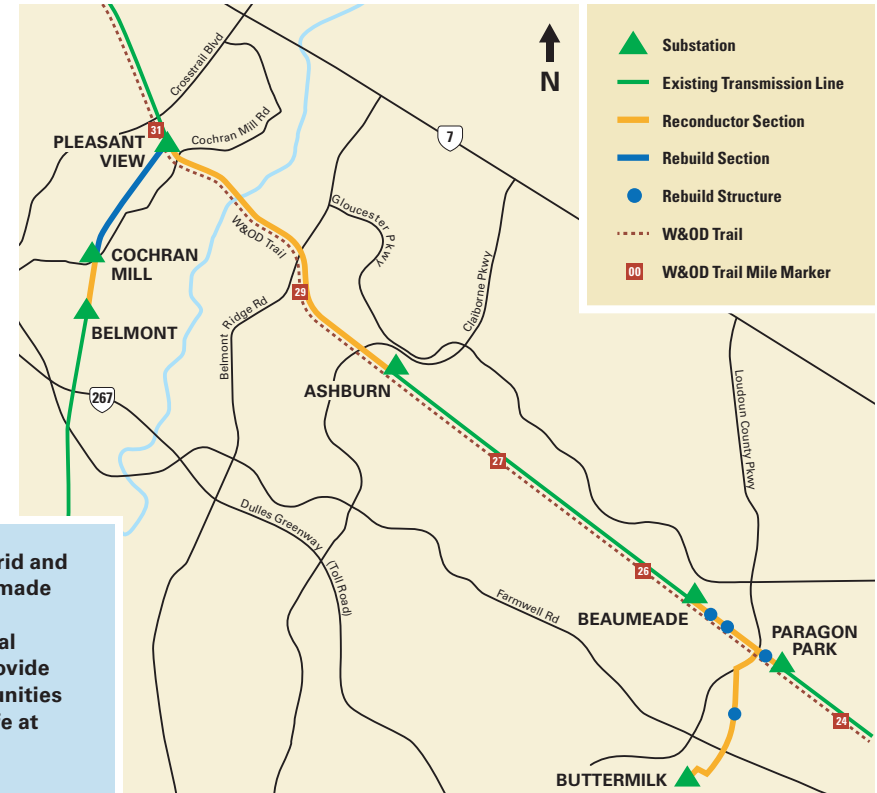 Crosstrail Blvd
31
Cochran Mill Rd
PLEASANT
VIEW
N
7
Substation
Existing Transmission Line
Reconductor Section
Rebuild Section
Rebuild Structure
W&OD Trail
00
W&OD Trail Mile Marker
W&OD Trail
Gloucester Pkwy
COCHRAN
MILL
29
Belmont Ridge Rd
Claiborne Pkwy
BELMONT
267
ASHBURN
Loudoun County Pkwy
27
Dulles Greenway (Toll Road)
26
Farmwell Rd
BEAUMEADE
PARAGON
PARK
24
BUTTERMILK
rid and
made
al
ovide
unities
e at